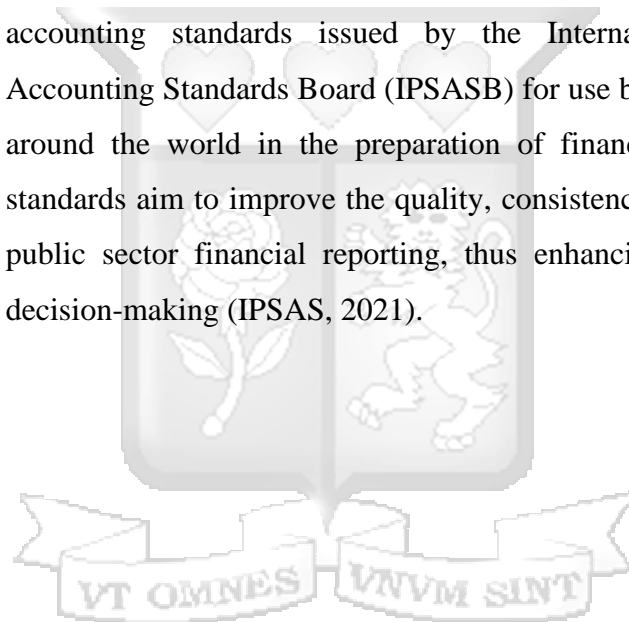 accounting standards issued by the Interna
Accounting Standards Board (IPSASB) for use b
around the world in the preparation of financ
standards aim to improve the quality, consistenc
public sector financial reporting, thus enhanci
decision-making (IPSAS, 2021).
VT OMNES VNVM SINT